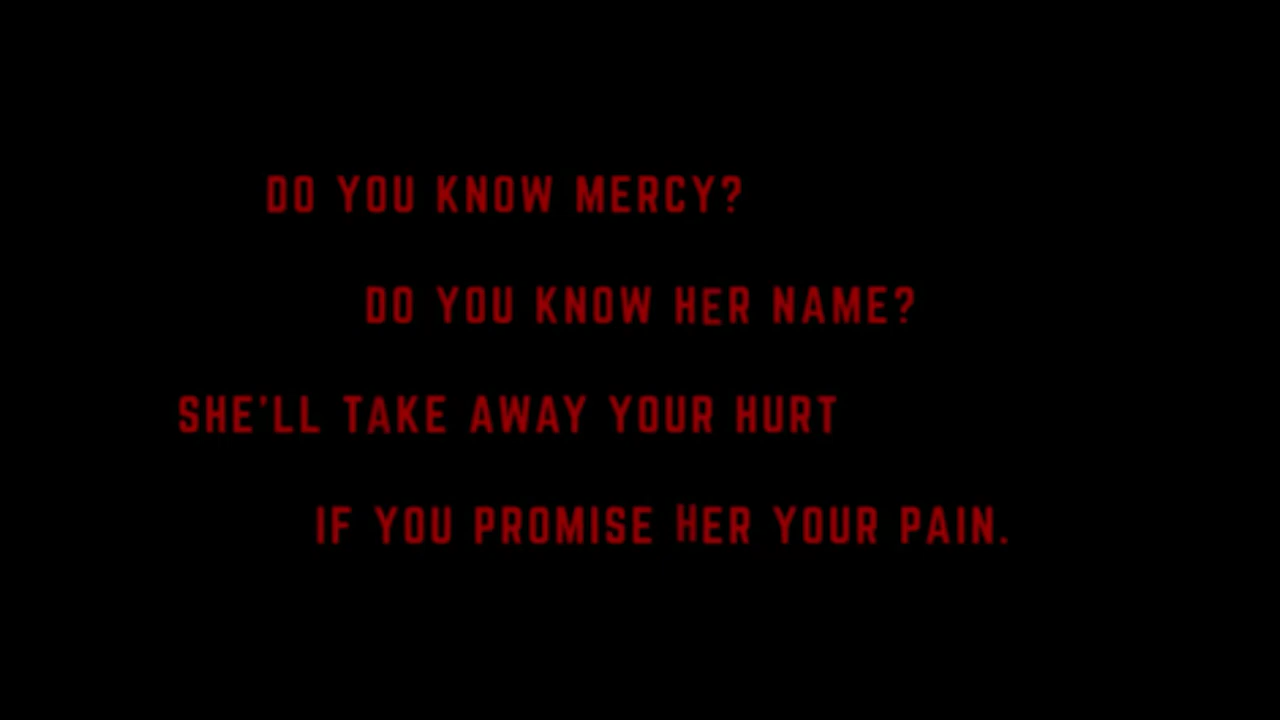 DO YOU KNOW MERCY?
DO YOU KNOW HER NAME?
SHE'LL TAKE AWAY YOUR HURT
IF YOU PROMISE HER YOUR PAIN.